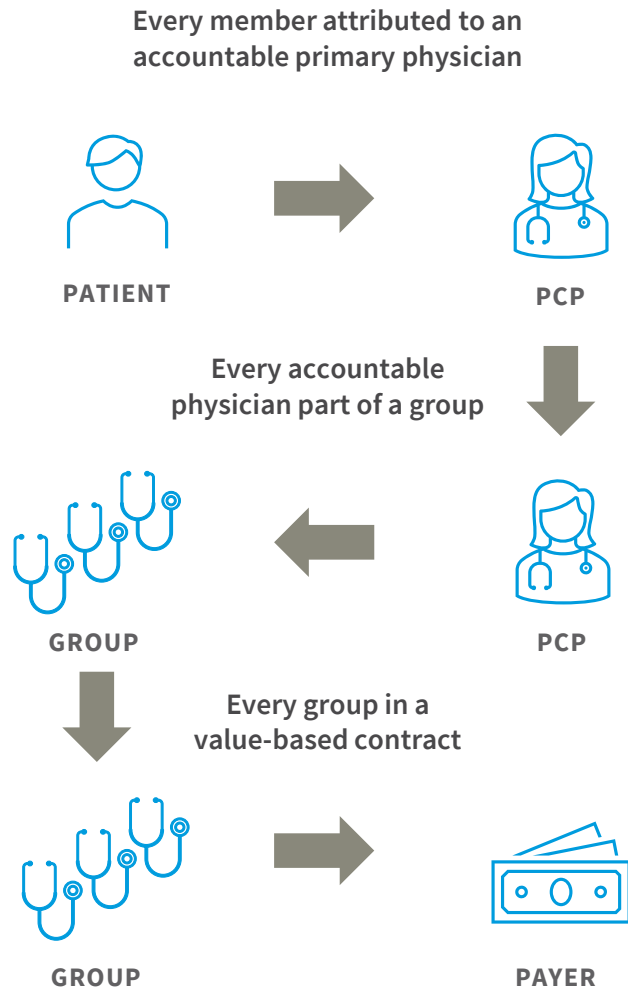 Every member attributed to an
accountable primary physician
PATIENT
PCP
Every accountable
physician part of a group
GROUP
PCP
Every group in a
value-based contract
GROUP
PAYER